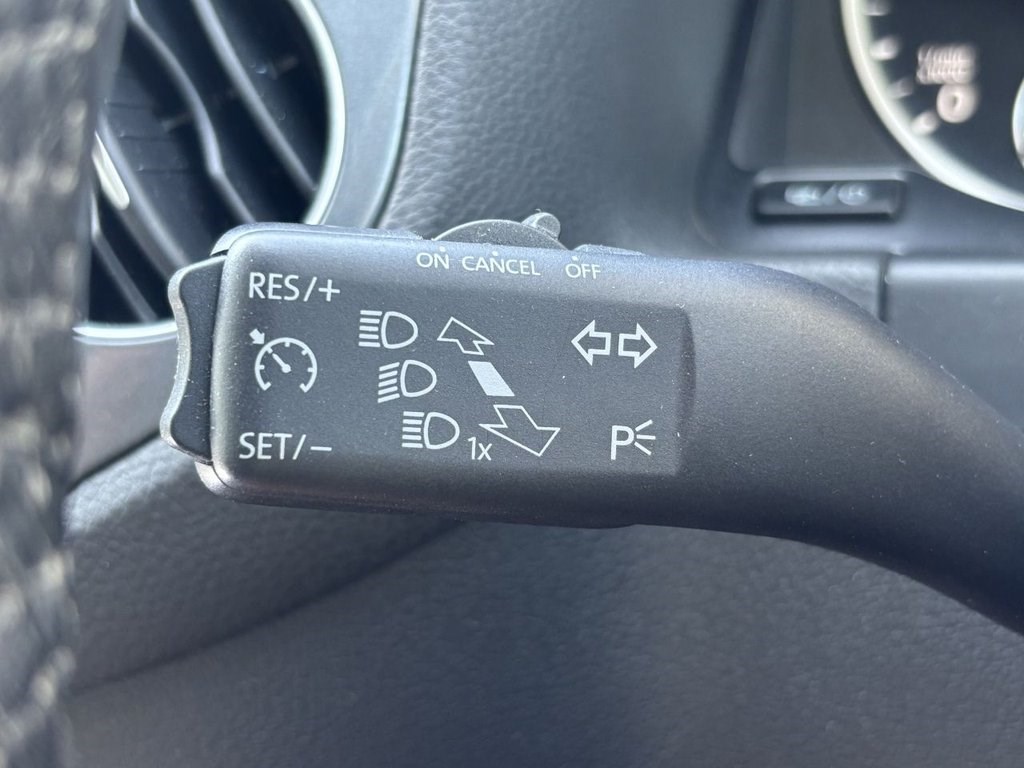 ON CANCEL OFF
RES/+
SET/−
1x
P